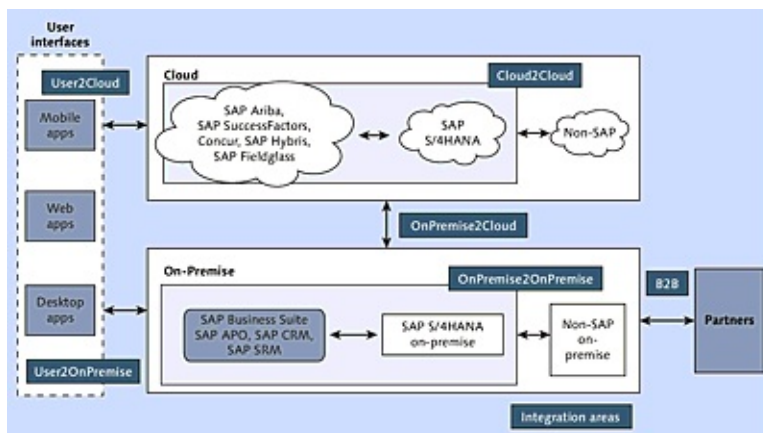 User
interfaces
User2Cloud
Mobile
apps
Web
apps
Desktop
apps
User2OnPremise
Cloud
Cloud2Cloud
SAP Ariba,
SAP SuccessFactors,
Concur, SAP Hybris,
SAP Fieldglass
SAP
S/4HANA
Non-SAP
OnPremise2Cloud
On-Premise
OnPremise2OnPremise
SAP Business Suite
SAP APO, SAP CRM,
SAP SRM
SAP S/4HANA
on-premise
Non-SAP
on-
premise
B2B
Partners
Integration areas